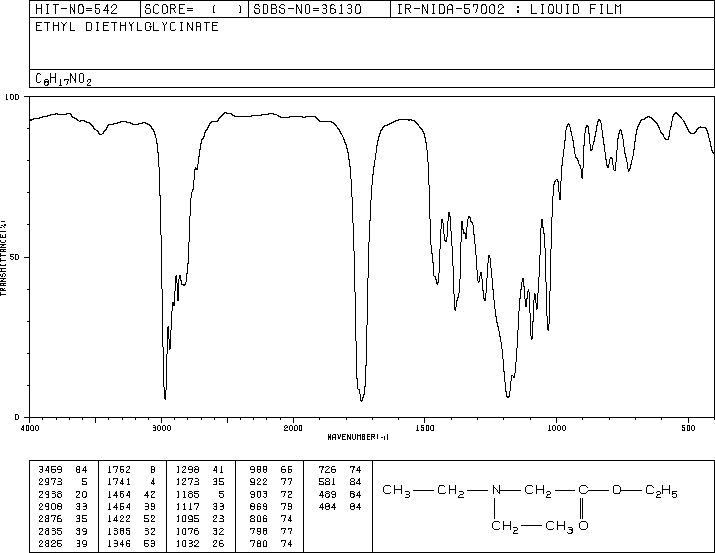 HIT-NO=542 SCORE= ( ) SDBS-NO=36130 IR-NIDA-57002 : LIQUID FILM
ETHYL DIETHYLGLYCINATE
C8H17NO2
100
50
0
TRANSMITTANCE(%)
4000 3000 2000 1500 1000 500
WAVENUMBER(-1)
3469 84 1752 8 1298 41 988 66 726 74
2973 5 1741 4 1273 35 922 77 581 84
2938 20 1464 42 1185 5 903 72 489 84
2908 33 1454 39 1117 33 869 79 404 84
2876 35 1422 52 1095 23 806 74
2835 39 1385 32 1076 32 798 77
2825 39 1346 53 1032 26 780 74
CH3 CH2 N CH2 C O C2H5
CH2 CH3 O